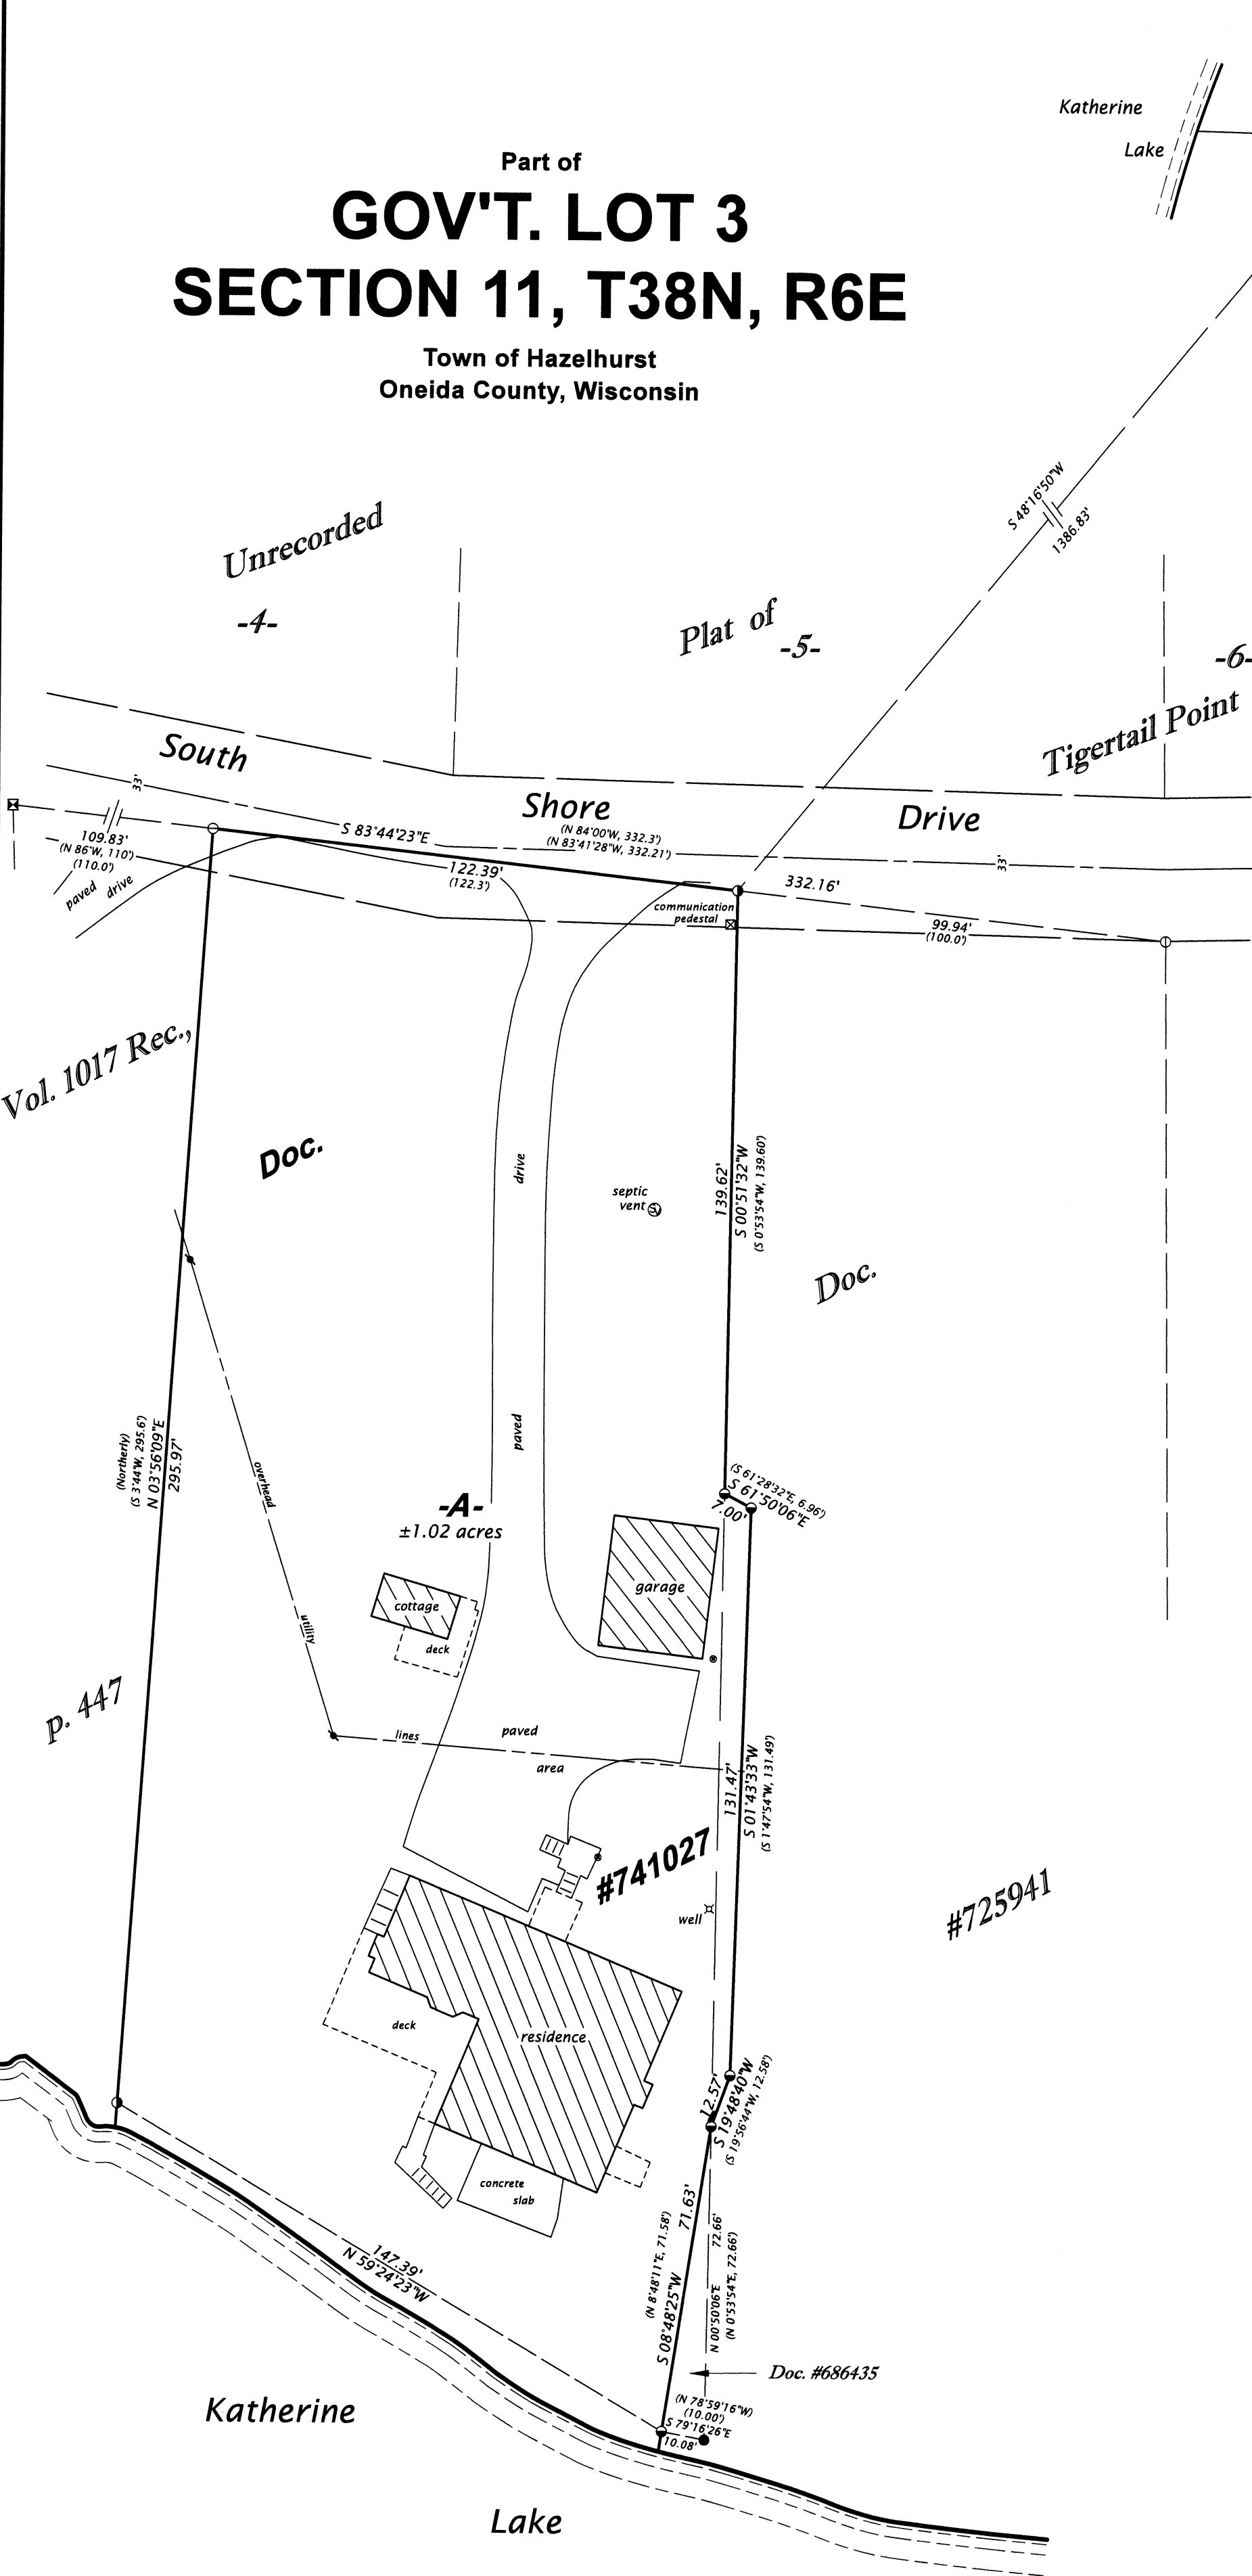 Katherine
Lake
Part of
GOV'T. LOT 3
SECTION 11, T38N, R6E
Town of Hazelhurst
Oneida County, Wisconsin
S 48°16'50"W
1386.83'
Unrecorded
-4-
Plat of
-5-
-6-
Tigertail Point
South
Shore
Drive
33'
33'
109.83'
(N 86°W, 110')
(110.0')
paved drive
S 83°44'23"E
(N 84°00'W, 332.3')
(N 83°41'28"W, 332.21')
122.39'
(122.3')
332.16'
communication
pedestal
99.94'
(100.0')
Vol. 1017 Rec.,
Doc.
drive
septic
vent
SV
139.62'
S 00°51'32"W
(S 0°53'54"W, 139.60')
Doc.
(Northerly)
(S 3°44'W, 295.6')
N 03°56'09"E
295.97'
overhead
paved
(S 61°28'32"E, 6.96')
S 61°50'06"E
7.00'
-A-
±1.02 acres
garage
cottage
deck
utility
p. 447
lines
paved
area
131.47'
S 01°43'33"W
(S 1°47'54"W, 131.49')
#741027
well
#725941
deck
residence
12.57'
S 19°48'40"W
(S 19°56'44"W, 12.58')
concrete
slab
71.63'
(N 8°48'11"E, 71.58')
S 08°48'25"W
72.66'
N 00°50'06"E
(N 0°53'54"E, 72.66')
147.39'
N 59°24'23"W
Doc. #686435
(N 78°59'16"W)
(10.00')
S 79°16'26"E
10.08'
Katherine
Lake